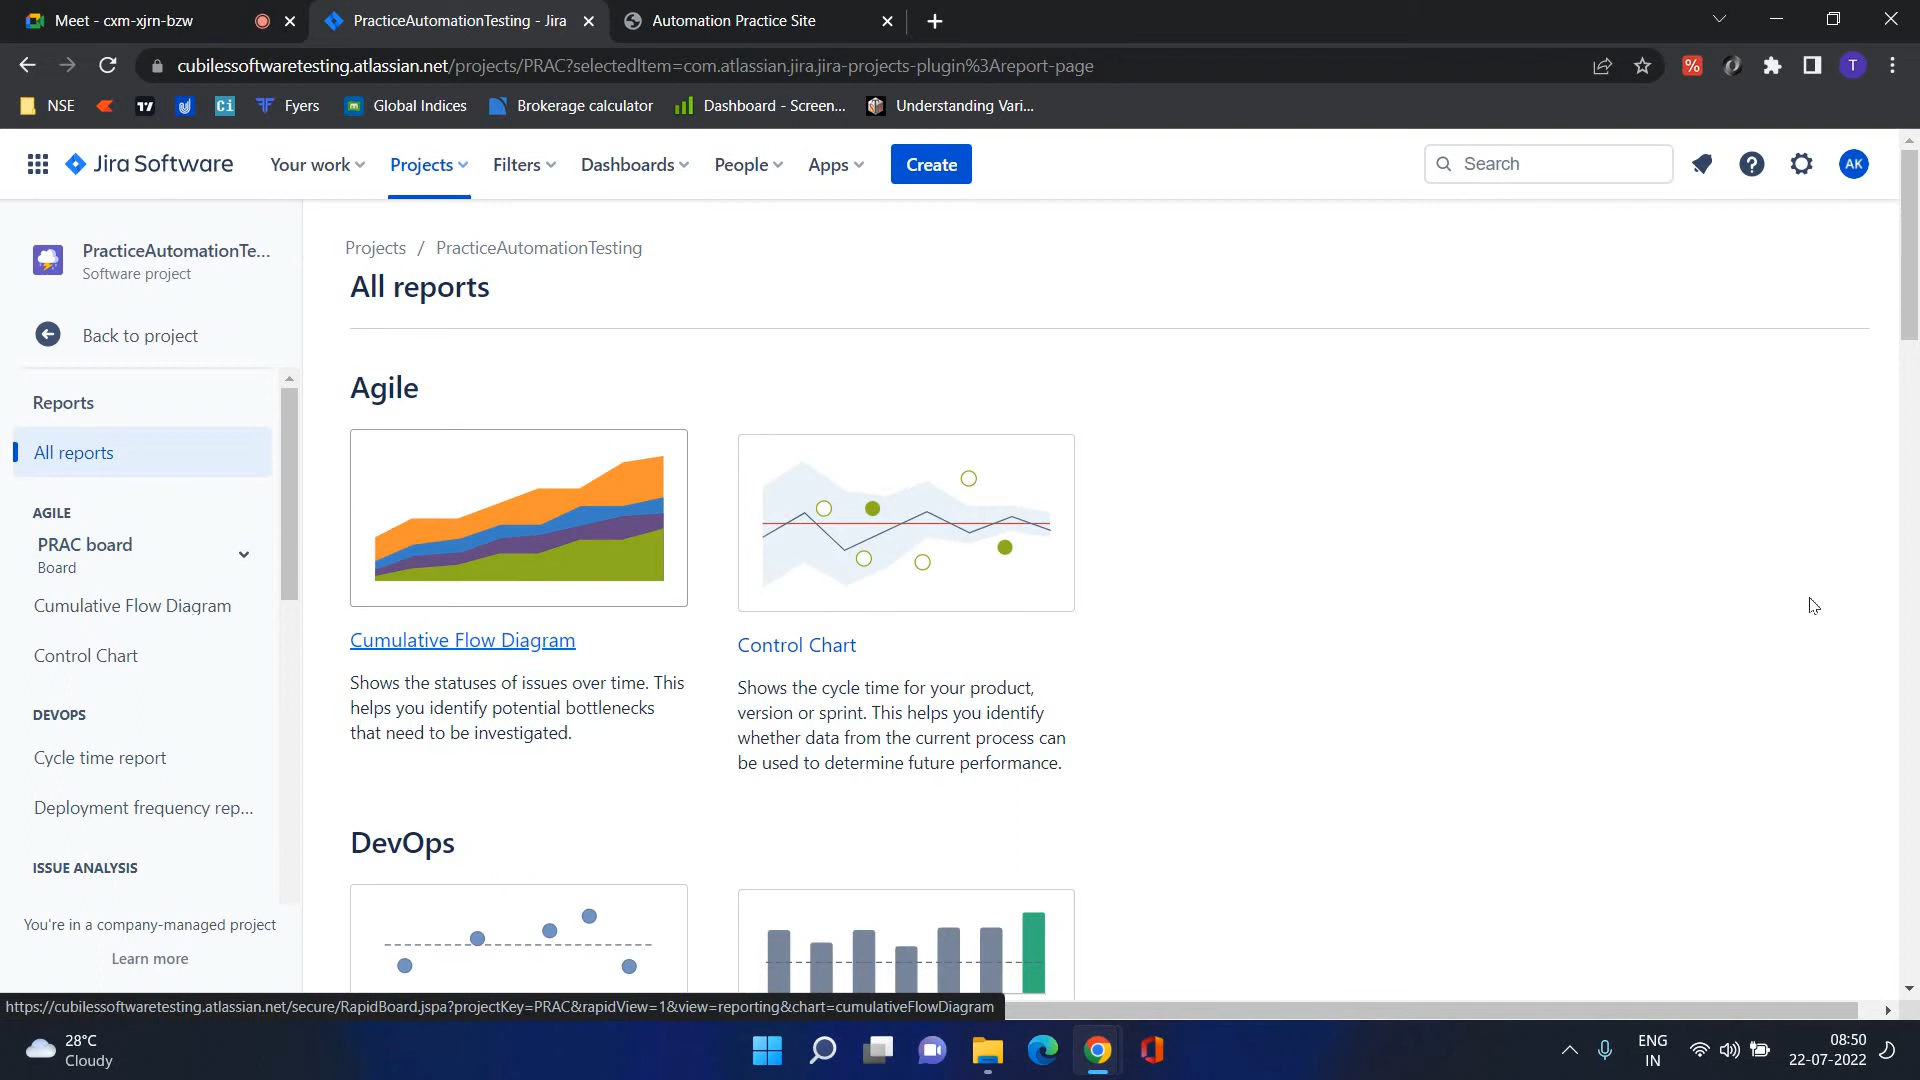 Meet - cxm-xjrn-bzw
PracticeAutomationTesting - Jira
Automation Practice Site
cubilessoftwaretesting.atlassian.net/projects/PRAC?selectedItem=com.atlassian.jira.jira-projects-plugin%3Areport-page
T
NSE
Ci
Fyers
Global Indices
Brokerage calculator
Dashboard - Screen...
Understanding Vari...
Jira Software
Your work
Projects
Filters
Dashboards
People
Apps
Create
Search
AK
PracticeAutomationTe...
Software project
Back to project
Reports
All reports
AGILE
PRAC board
Board
Cumulative Flow Diagram
Control Chart
DEVOPS
Cycle time report
Deployment frequency rep...
ISSUE ANALYSIS
You're in a company-managed project
Learn more
Projects / PracticeAutomationTesting
All reports
Agile
Cumulative Flow Diagram
Shows the statuses of issues over time. This
helps you identify potential bottlenecks
that need to be investigated.
Control Chart
Shows the cycle time for your product,
version or sprint. This helps you identify
whether data from the current process can
be used to determine future performance.
DevOps
https://cubilessoftwaretesting.atlassian.net/secure/RapidBoard.jspa?projectKey=PRAC&rapidView=1&view=reporting&chart=cumulativeFlowDiagram
28°C
Cloudy
ENG
IN
08:50
22-07-2022